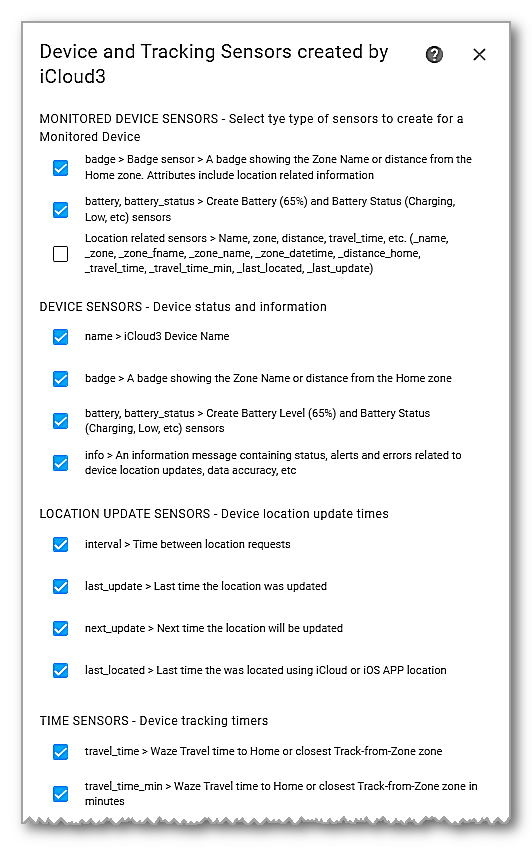 Device and Tracking Sensors created by
iCloud3
MONITORED DEVICE SENSORS - Select tye type of sensors to create for a
Monitored Device
badge > Badge sensor > A badge showing the Zone Name or distance from the
Home zone. Attributes include location related information
battery, battery_status > Create Battery (65%) and Battery Status (Charging,
Low, etc) sensors
Location related sensors > Name, zone, distance, travel_time, etc. (_name,
_zone, _zone_fname, _zone_name, _zone_datetime, _distance_home,
_travel_time, _travel_time_min, _last_located, _last_update)
DEVICE SENSORS - Device status and information
name > iCloud3 Device Name
badge > A badge showing the Zone Name or distance from the Home zone
battery, battery_status > Create Battery Level (65%) and Battery Status
(Charging, Low, etc) sensors
info > An information message containing status, alerts and errors related to
device location updates, data accuracy, etc
LOCATION UPDATE SENSORS - Device location update times
interval > Time between location requests
last_update > Last time the location was updated
next_update > Next time the location will be updated
last_located > Last time the was located using iCloud or iOS APP location
TIME SENSORS - Device tracking timers
travel_time > Waze Travel time to Home or closest Track-from-Zone zone
travel_time_min > Waze Travel time to Home or closest Track-from-Zone zone in
minutes